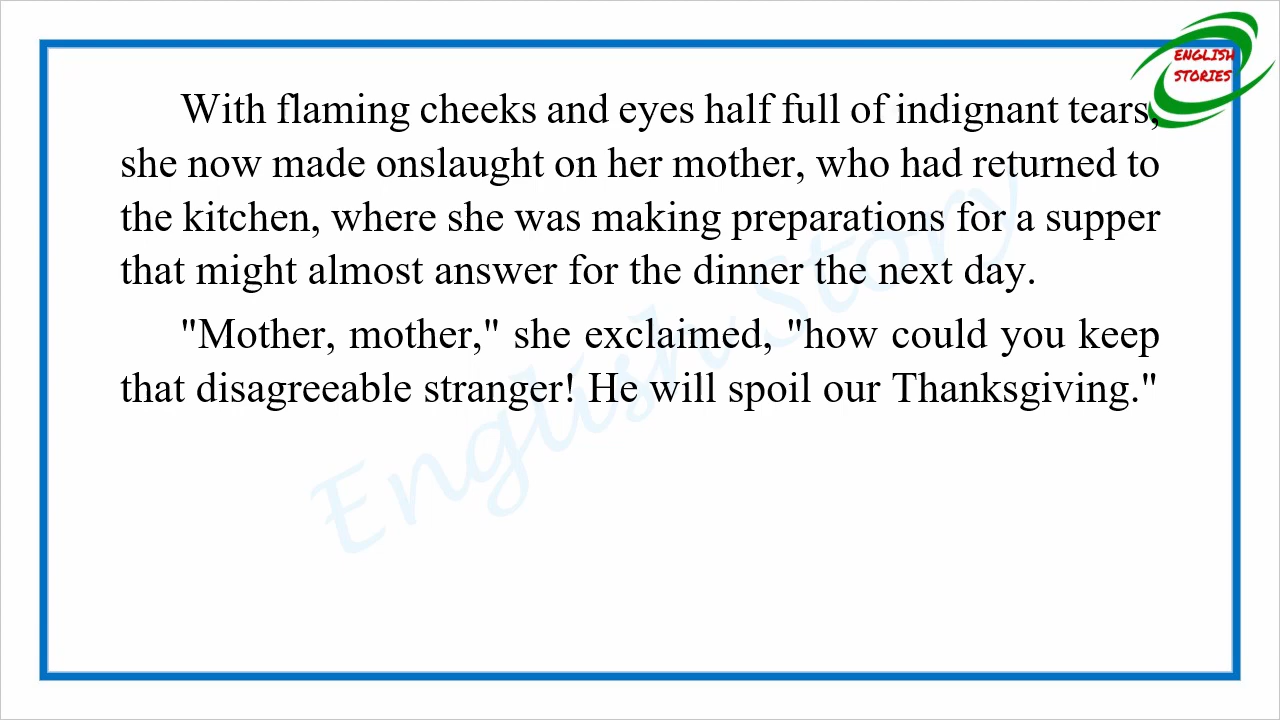 ENGLISH
STORIES
With flaming cheeks and eyes half full of indignant tears,
she now made onslaught on her mother, who had returned to
the kitchen, where she was making preparations for a supper
that might almost answer for the dinner the next day.
"Mother, mother," she exclaimed, "how could you keep
that disagreeable stranger! He will spoil our Thanksgiving."
English Story